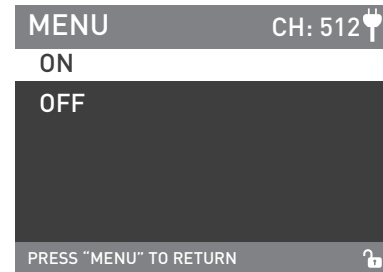 MENU CH: 512
ON
OFF
PRESS “MENU” TO RETURN